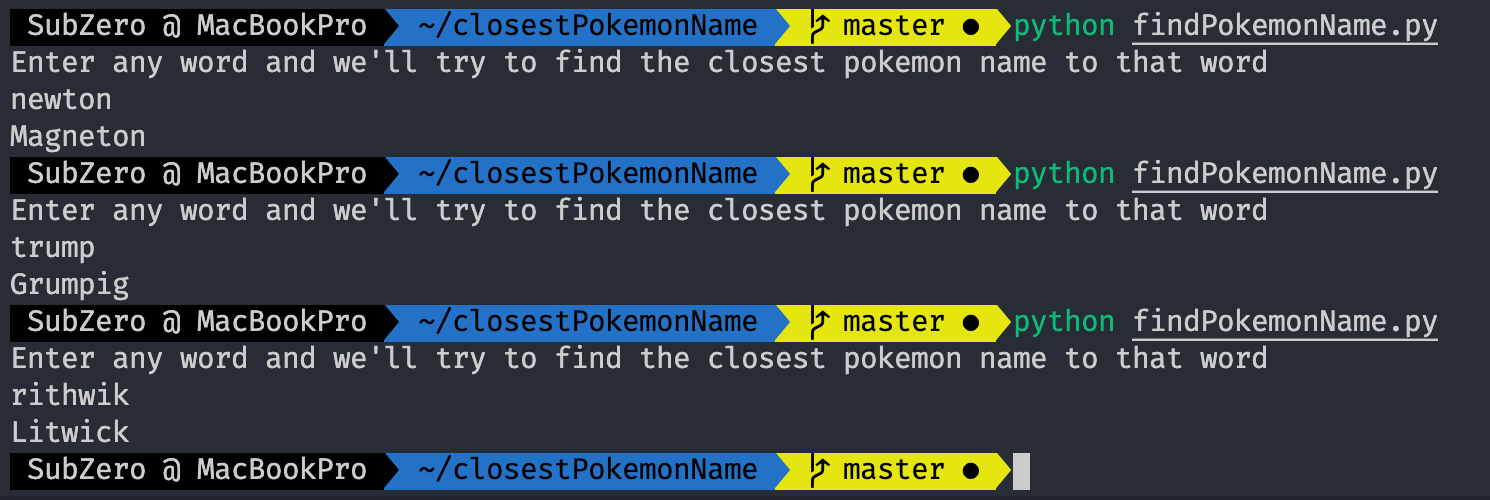 SubZero @ MacBookPro ~/closestPokemonName master ● python findPokemonName.py
Enter any word and we'll try to find the closest pokemon name to that word
newton
Magneton
SubZero @ MacBookPro ~/closestPokemonName master ● python findPokemonName.py
Enter any word and we'll try to find the closest pokemon name to that word
trump
Grumpig
SubZero @ MacBookPro ~/closestPokemonName master ● python findPokemonName.py
Enter any word and we'll try to find the closest pokemon name to that word
rithwik
Litwick
SubZero @ MacBookPro ~/closestPokemonName master ●